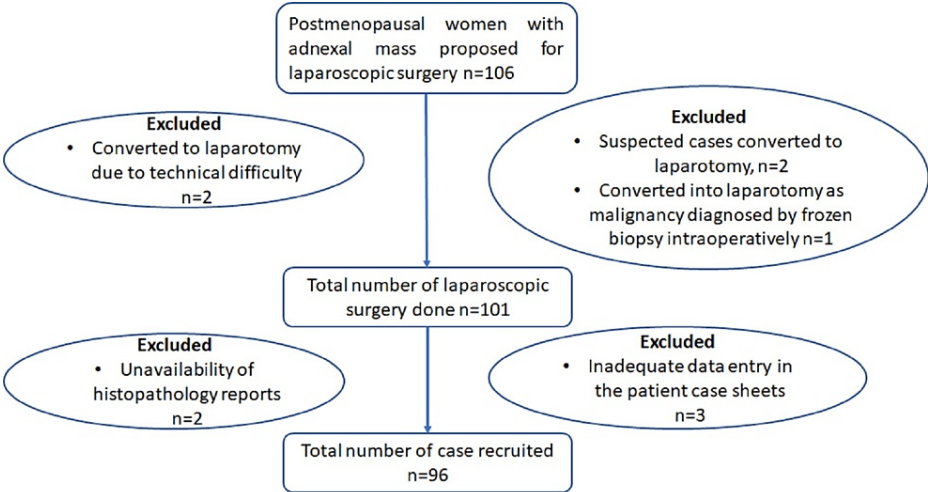 Postmenopausal women with
adnexal mass proposed for
laparoscopic surgery n=106
Excluded
• Converted to laparotomy
due to technical difficulty
n=2
Excluded
• Suspected cases converted to
laparotomy, n=2
• Converted into laparotomy as
malignancy diagnosed by frozen
biopsy intraoperatively n=1
Total number of laparoscopic
surgery done n=101
Excluded
• Unavailability of
histopathology reports
n=2
Excluded
• Inadequate data entry in
the patient case sheets
n=3
Total number of case recruited
n=96